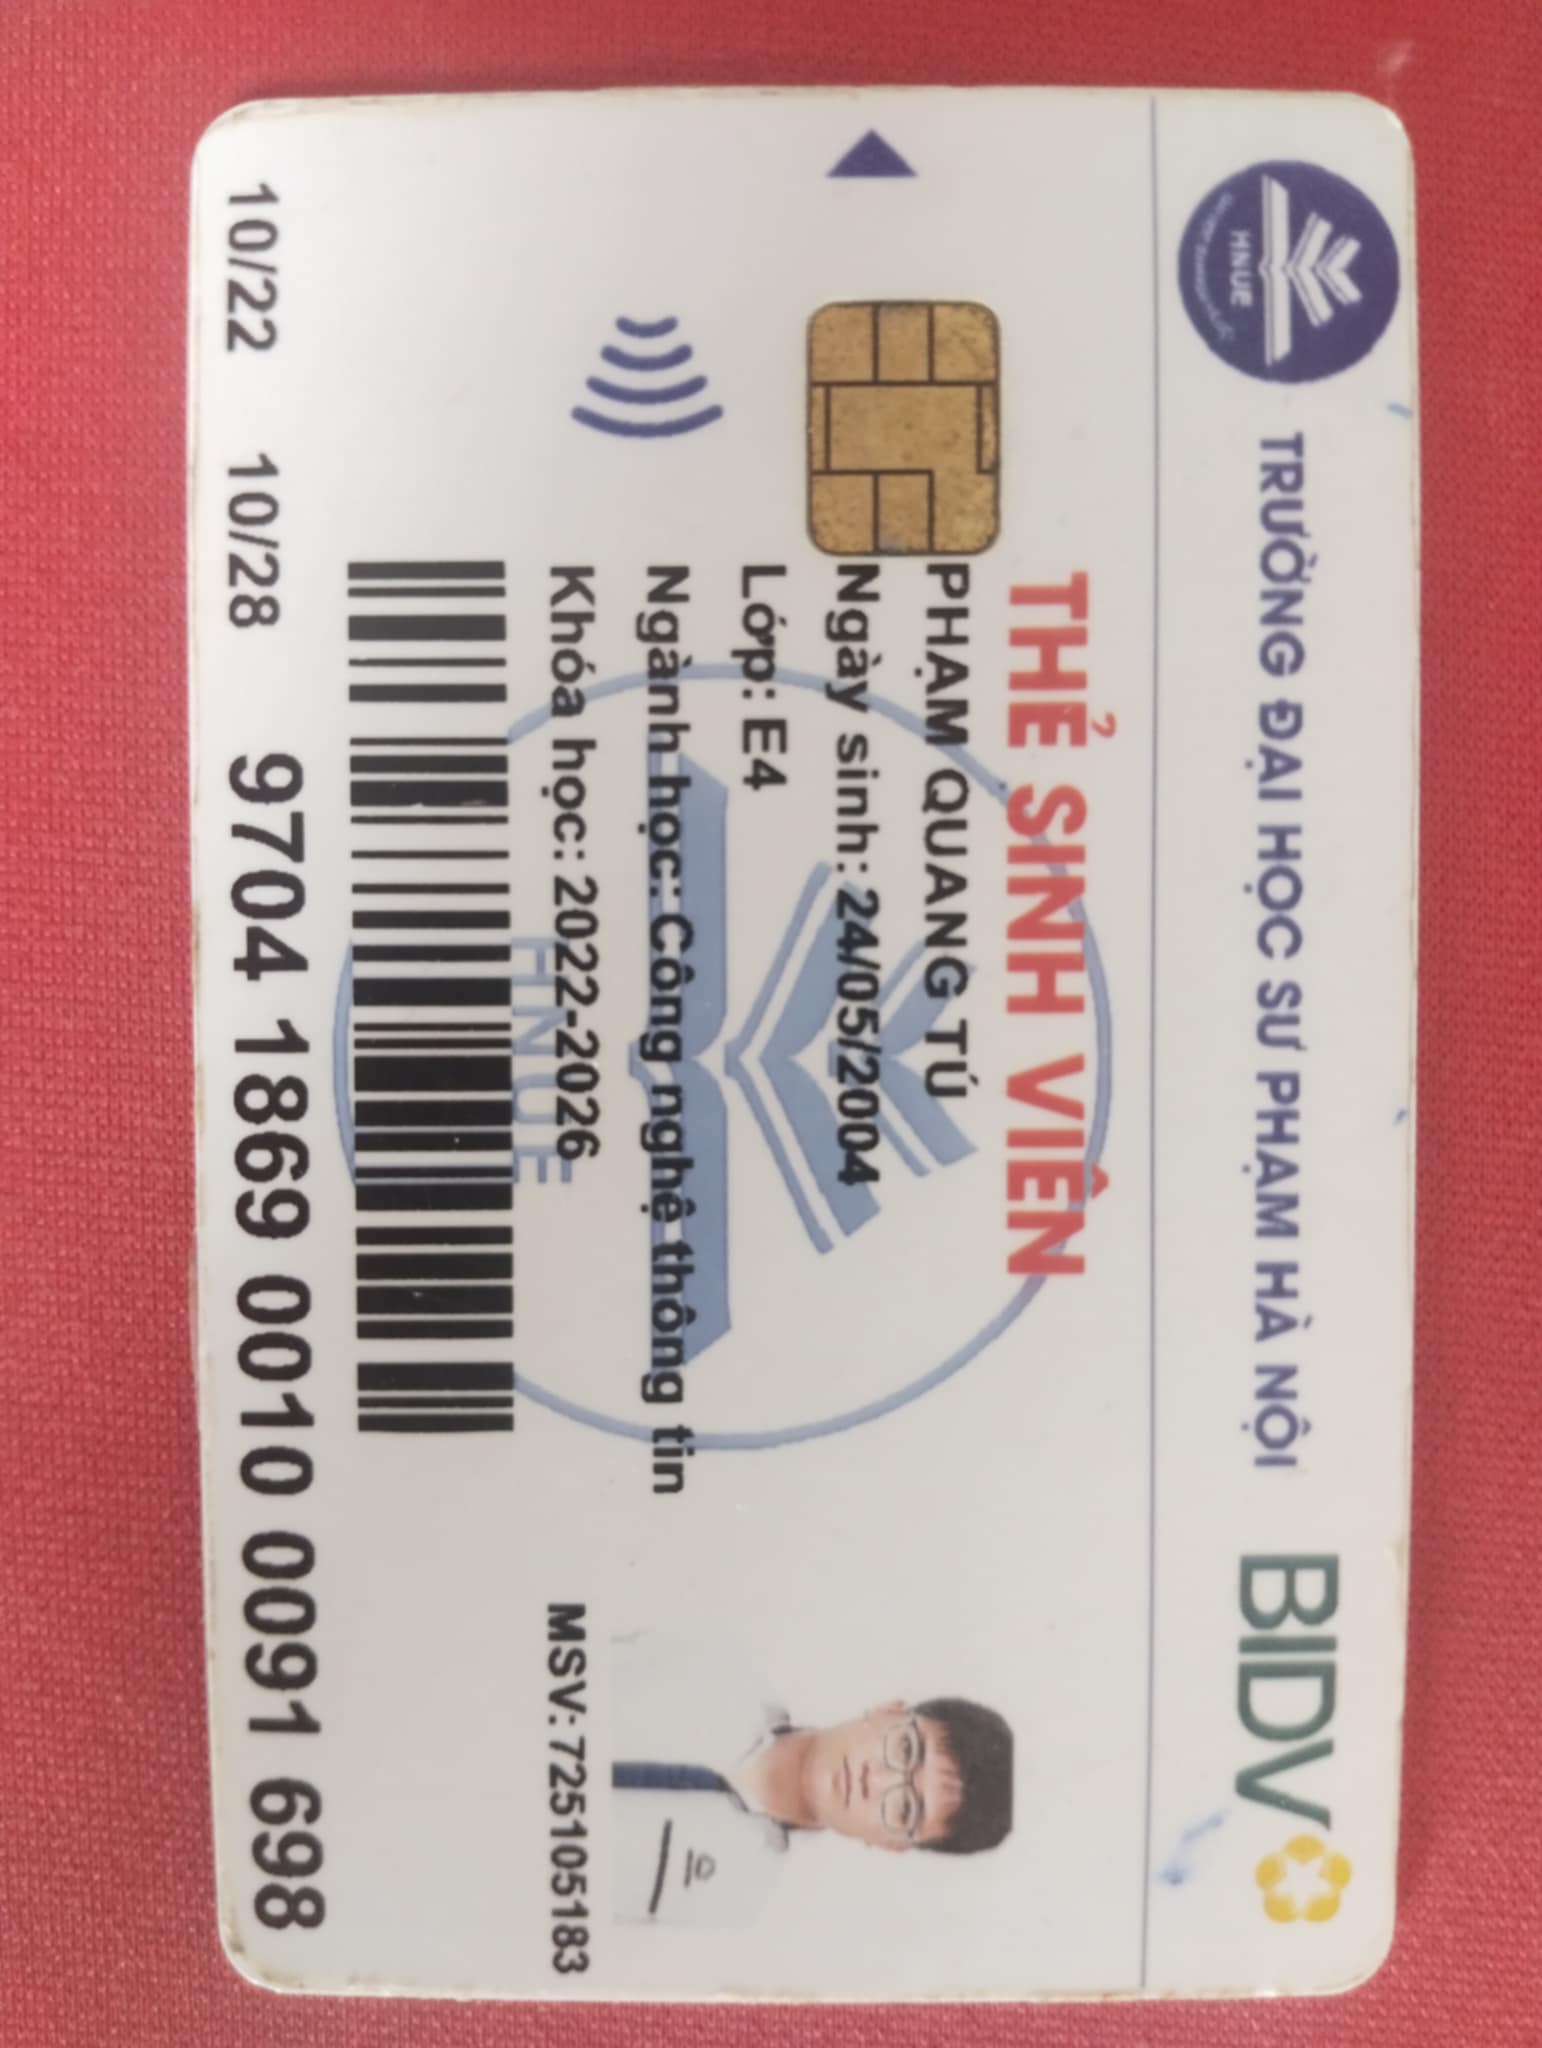 HNUE
TRƯỜNG ĐẠI HỌC SƯ PHẠM HÀ NỘI
BIDV
THẺ SINH VIÊN
PHẠM QUANG TÚ
Ngày sinh: 24/05/2004
Lớp: E4
Ngành học: Công nghệ thông tin
Khóa học: 2022-2026
MSV: 725105183
HNUE
10/22 10/28 9704 1869 0010 0091 698